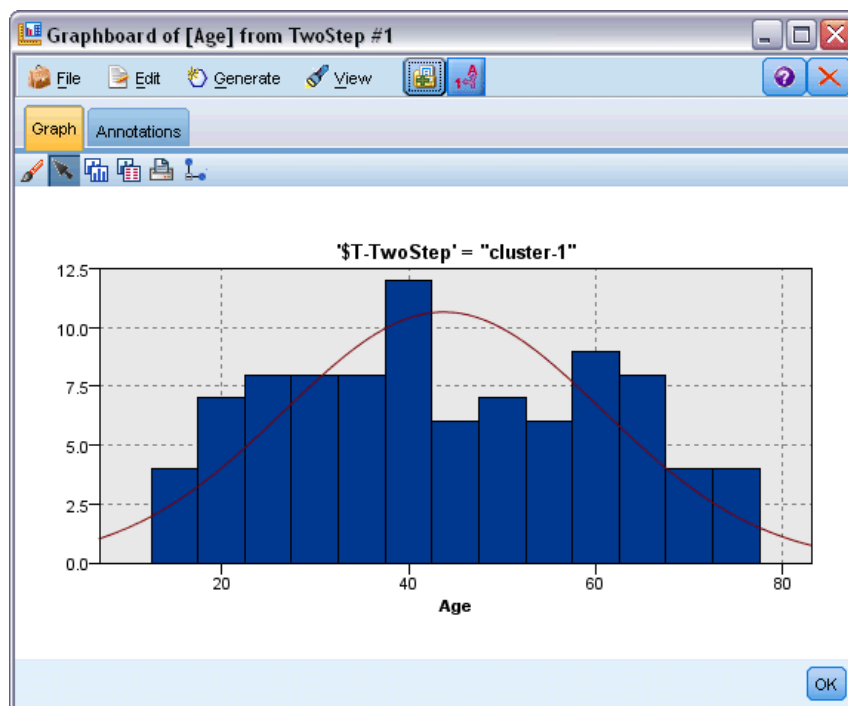 Graphboard of [Age] from TwoStep #1
File Edit Generate View
Graph Annotations
'$T-TwoStep' = "cluster-1"
12.5
10.0
7.5
5.0
2.5
0.0
20 40 60 80
Age
OK